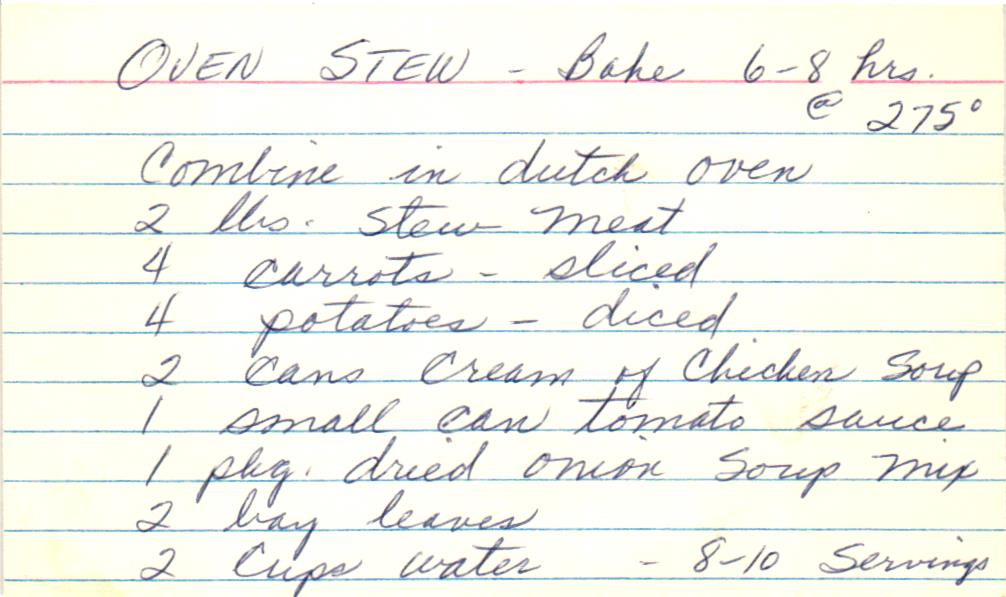 OVEN STEW - Bake 6-8 hrs.
@ 275°
Combine in dutch oven
2 lbs. Stew Meat
4 carrots - sliced
4 potatoes - diced
2 cans Cream of Chicken Soup
1 small can tomato sauce
1 pkg. dried onion Soup Mix
2 bay leaves
2 Cups water - 8-10 Servings